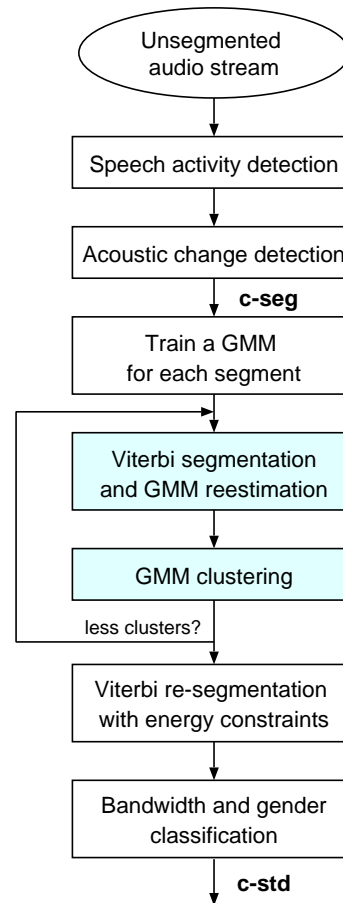 Unsegmented
audio stream
Speech activity detection
Acoustic change detection
c-seg
Train a GMM
for each segment
Viterbi segmentation
and GMM reestimation
GMM clustering
less clusters?
Viterbi re-segmentation
with energy constraints
Bandwidth and gender
classification
c-std